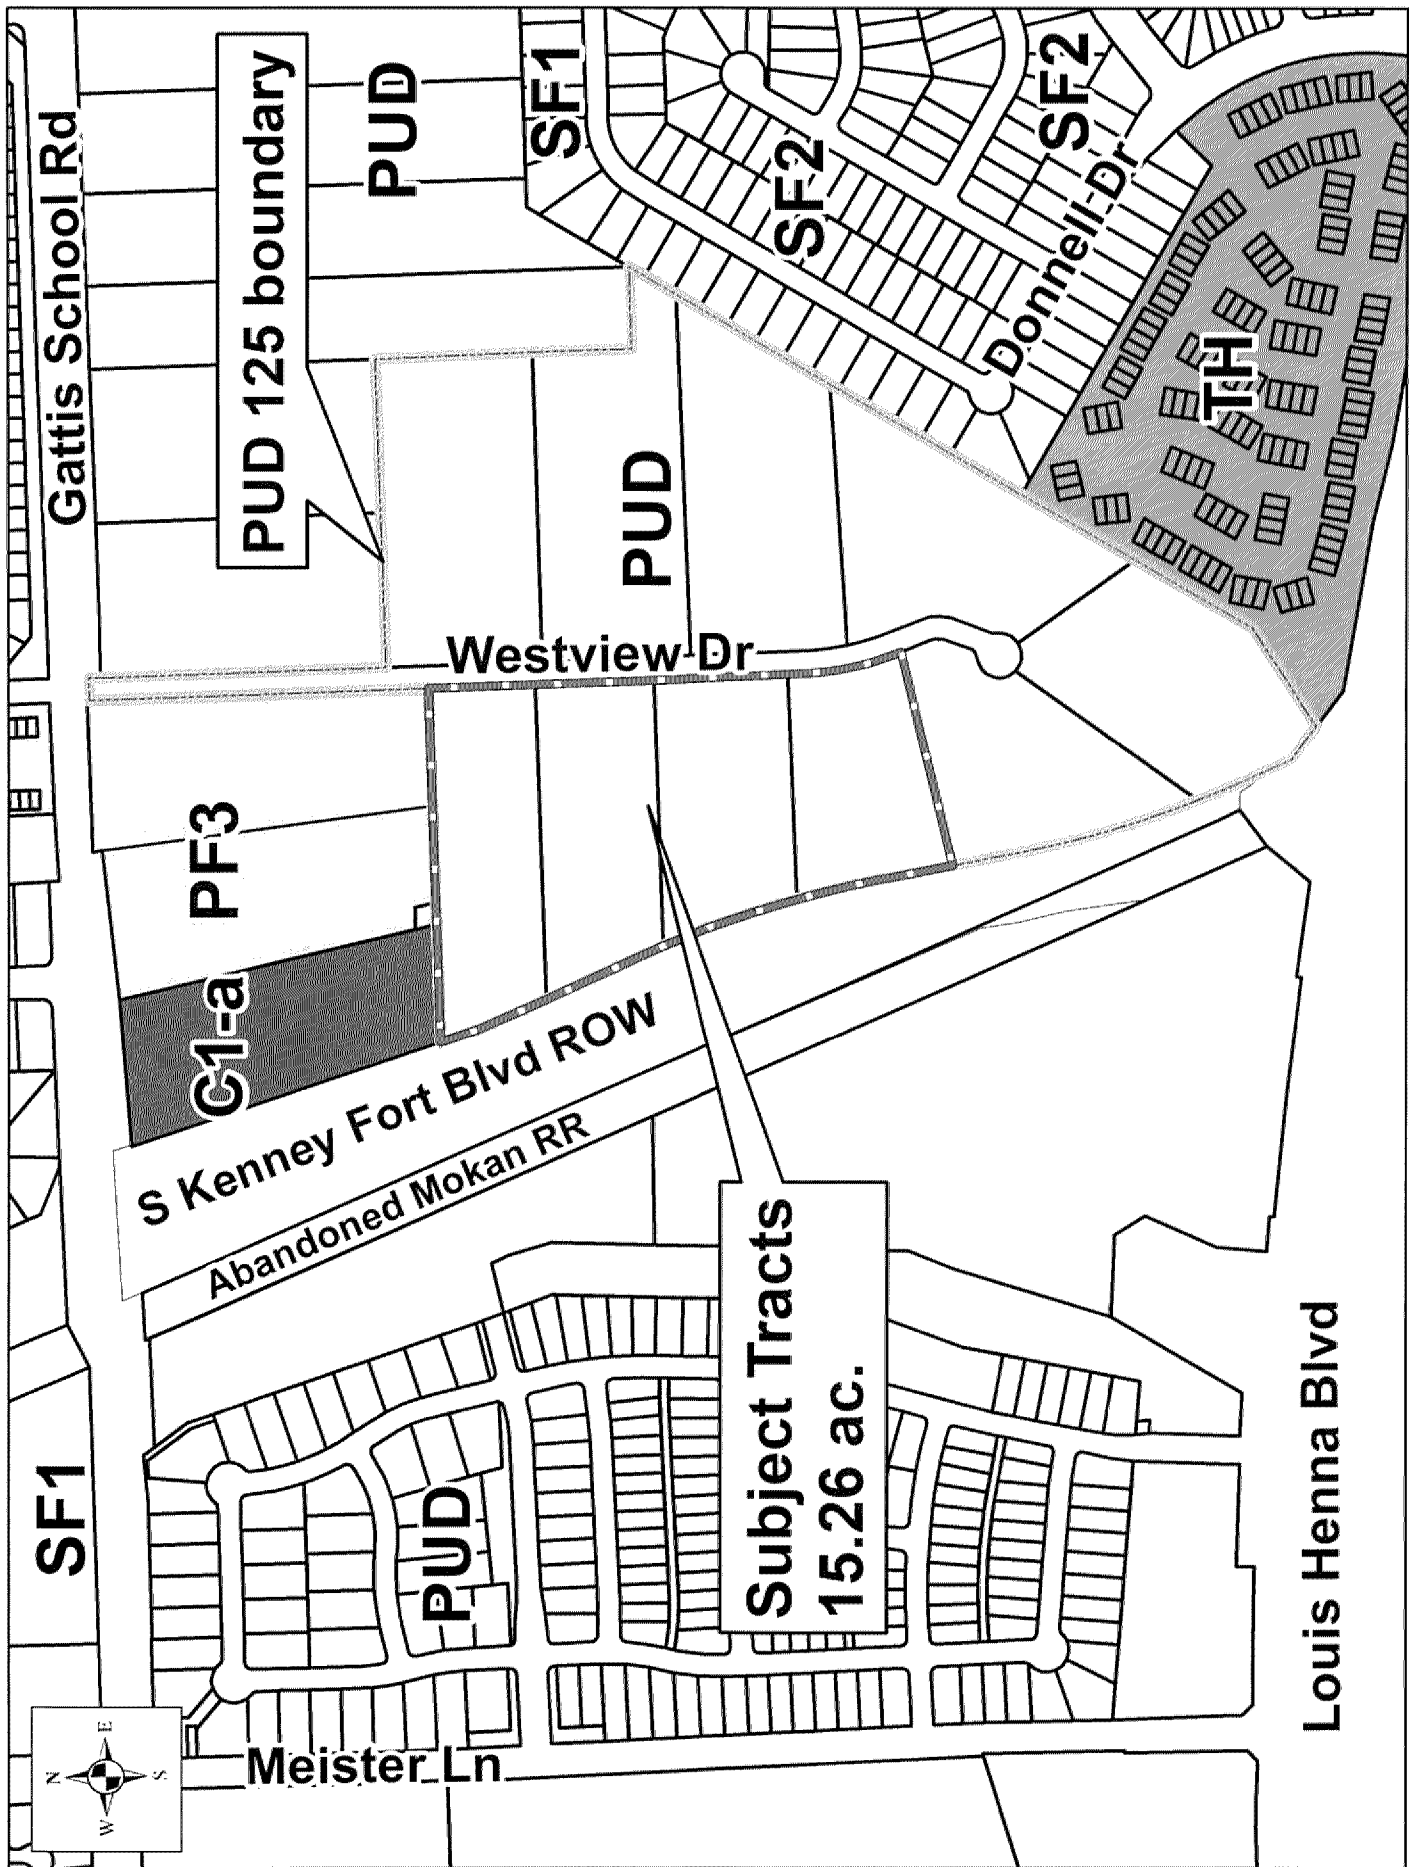 Gattis School Rd
PUD 125 boundary
PUD
SF1
SF2
SF2
Donnell Dr
TH
PUD
Westview Dr
PF3
C1-a
S Kenney Fort Blvd ROW
Abandoned Mokan RR
Subject Tracts
15.26 ac.
SF1
PUD
Meister Ln
Louis Henna Blvd
N
E
S
W